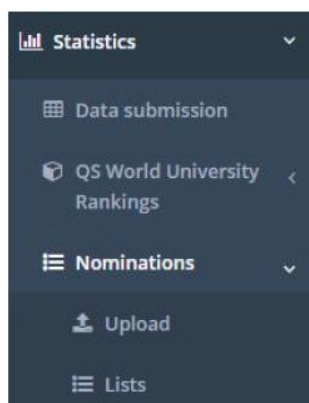 Statistics
Data submission
QS World University
Rankings
Nominations
Upload
Lists